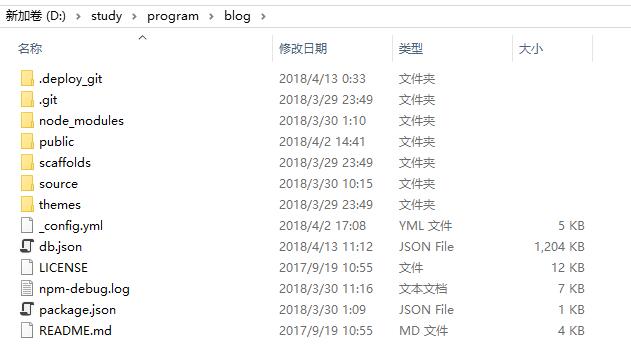 新加卷 (D:) › study › program › blog ›
名称 修改日期 类型 大小
.deploy_git 2018/4/13 0:33 文件夹
.git 2018/3/29 23:49 文件夹
node_modules 2018/3/30 1:10 文件夹
public 2018/4/2 14:41 文件夹
scaffolds 2018/3/29 23:49 文件夹
source 2018/3/30 10:15 文件夹
themes 2018/3/29 23:49 文件夹
_config.yml 2018/4/2 17:08 YML 文件 5 KB
db.json 2018/4/13 11:12 JSON File 1,204 KB
LICENSE 2017/9/19 10:55 文件 12 KB
npm-debug.log 2018/3/30 11:16 文本文档 7 KB
package.json 2018/3/30 1:09 JSON File 1 KB
README.md 2017/9/19 10:55 MD 文件 4 KB